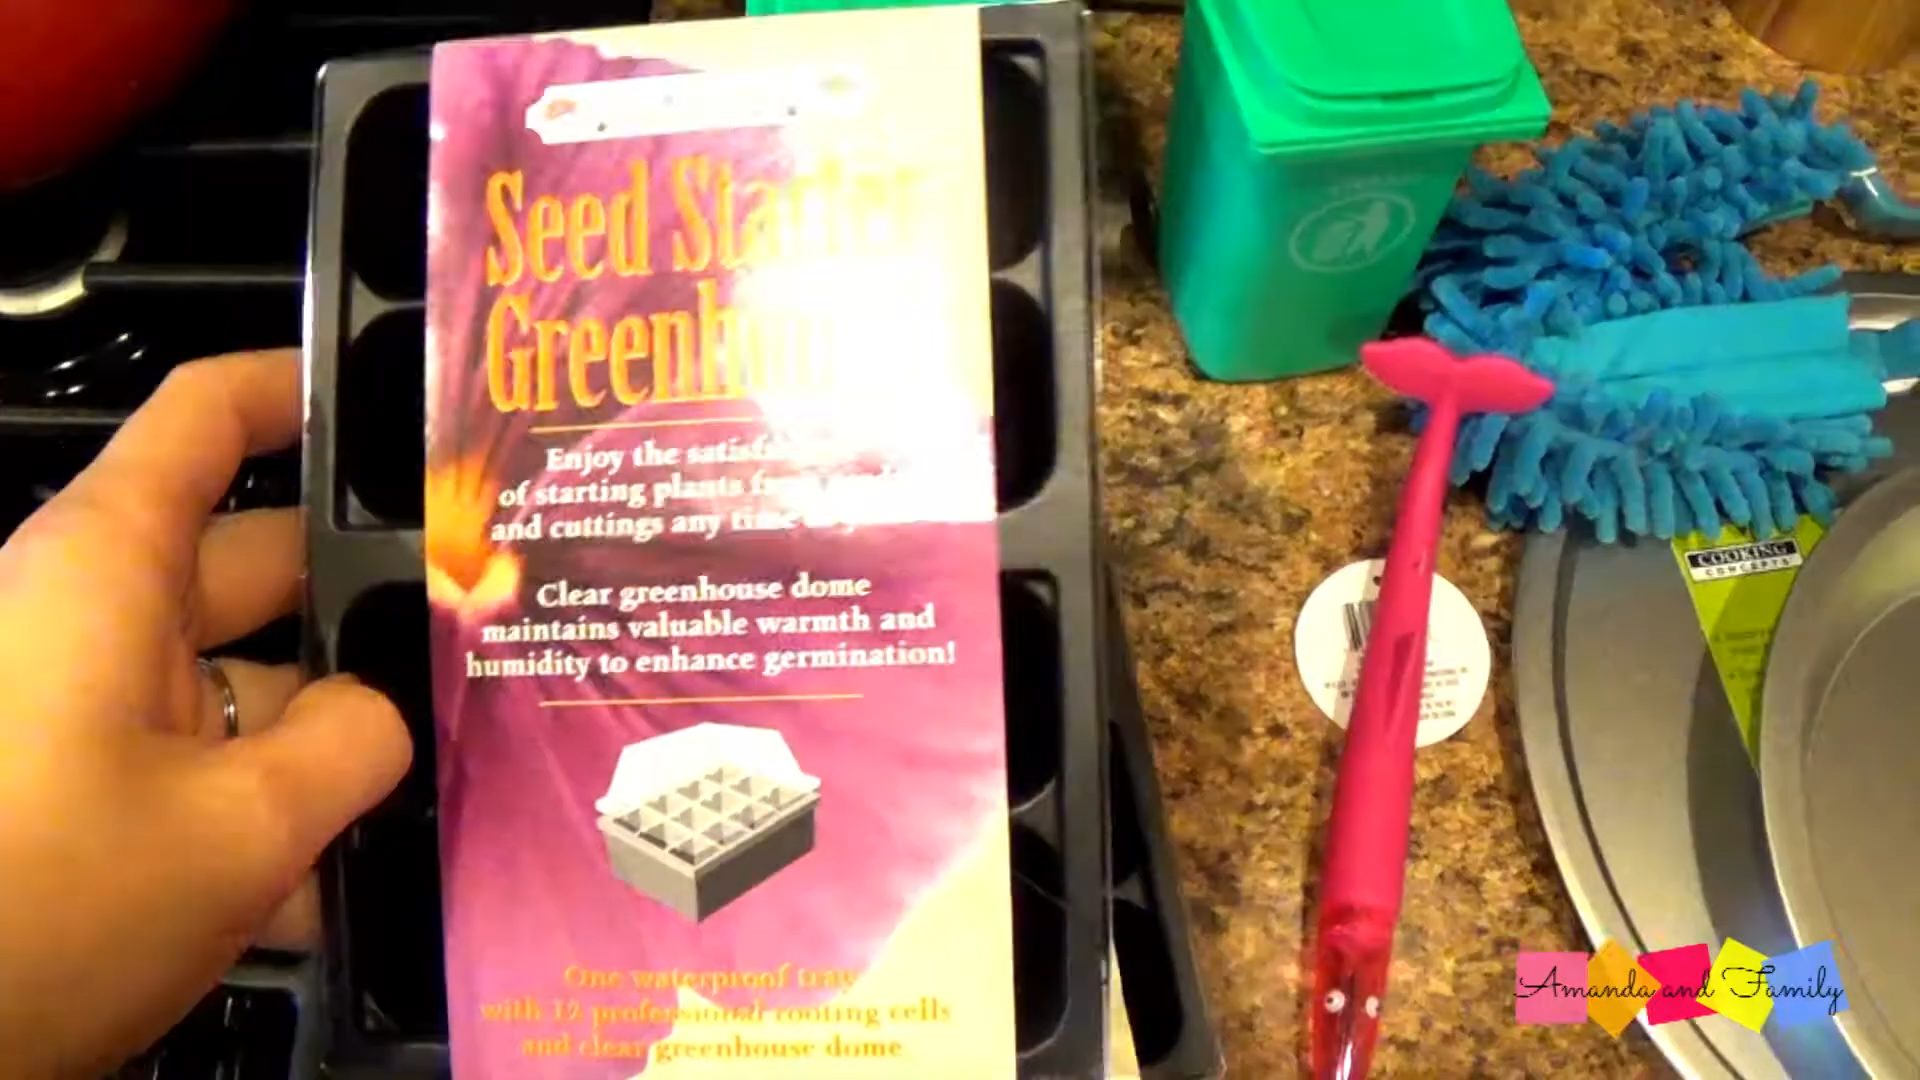 Seed Starter
Greenh
Enjoy the
of starting plants
and cuttings any time
Clear greenhouse dome
maintains valuable warmth and
humidity to enhance germination!
One waterproof tray
with 12 professional rooting cells
and clear greenhouse dome
COOKING
CONCEPTS
Amanda and Family